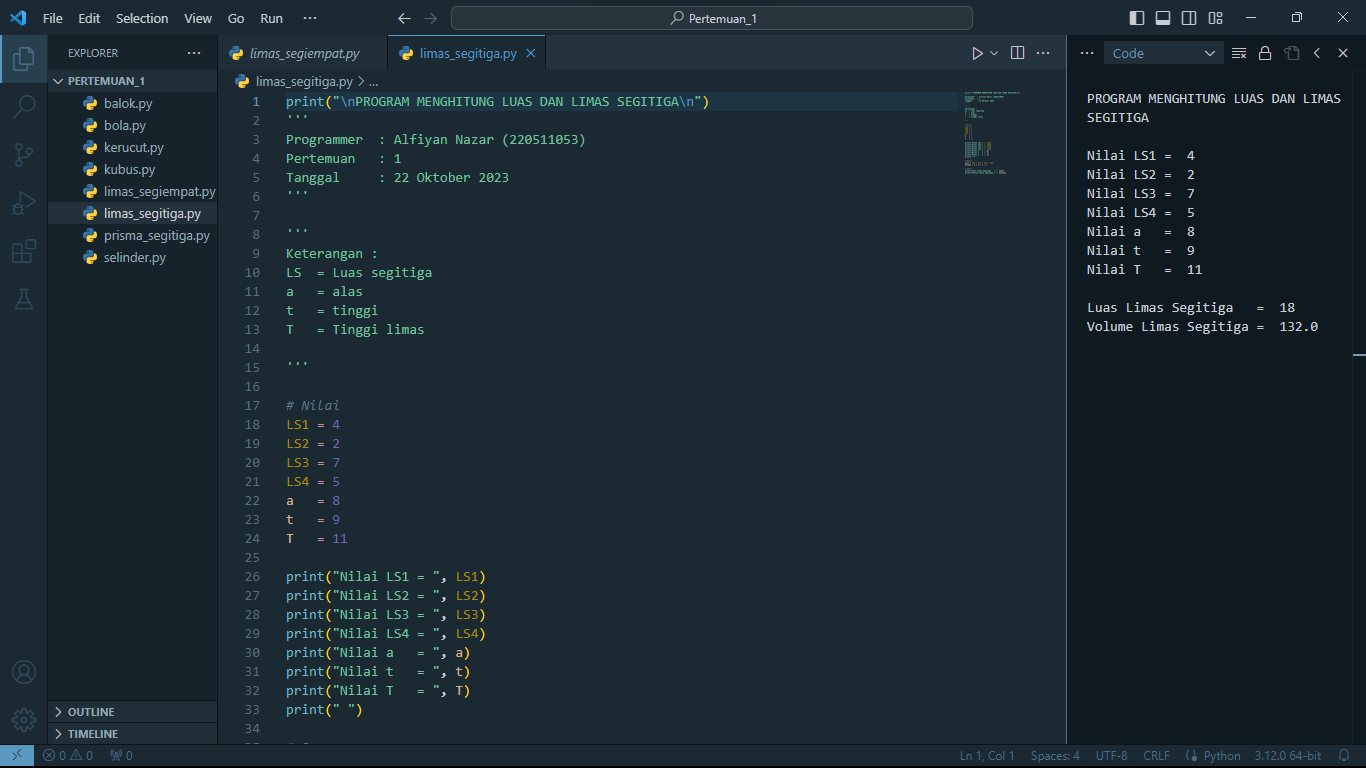 File Edit Selection View Go Run ···
Pertemuan_1
EXPLORER ···
PERTEMUAN_1
balok.py
bola.py
kerucut.py
kubus.py
limas_segiempat.py
limas_segitiga.py
prisma_segitiga.py
selinder.py
OUTLINE
TIMELINE
limas_segiempat.py limas_segitiga.py
limas_segitiga.py > ...
1 print("\nPROGRAM MENGHITUNG LUAS DAN LIMAS SEGITIGA\n")
2 '''
3 Programmer  : Alfiyan Nazar (220511053)
4 Pertemuan   : 1
5 Tanggal     : 22 Oktober 2023
6 '''
7
8 '''
9 Keterangan :
10 LS  = Luas segitiga
11 a   = alas
12 t   = tinggi
13 T   = Tinggi limas
14
15 '''
16
17 # Nilai
18 LS1 = 4
19 LS2 = 2
20 LS3 = 7
21 LS4 = 5
22 a   = 8
23 t   = 9
24 T   = 11
25
26 print("Nilai LS1 = ", LS1)
27 print("Nilai LS2 = ", LS2)
28 print("Nilai LS3 = ", LS3)
29 print("Nilai LS4 = ", LS4)
30 print("Nilai a   = ", a)
31 print("Nilai t   = ", t)
32 print("Nilai T   = ", T)
33 print(" ")
34
Code
PROGRAM MENGHITUNG LUAS DAN LIMAS
SEGITIGA
Nilai LS1 =  4
Nilai LS2 =  2
Nilai LS3 =  7
Nilai LS4 =  5
Nilai a   =  8
Nilai t   =  9
Nilai T   =  11
Luas Limas Segitiga   =  18
Volume Limas Segitiga =  132.0
0 0 0 Ln 1, Col 1 Spaces: 4 UTF-8 CRLF Python 3.12.0 64-bit